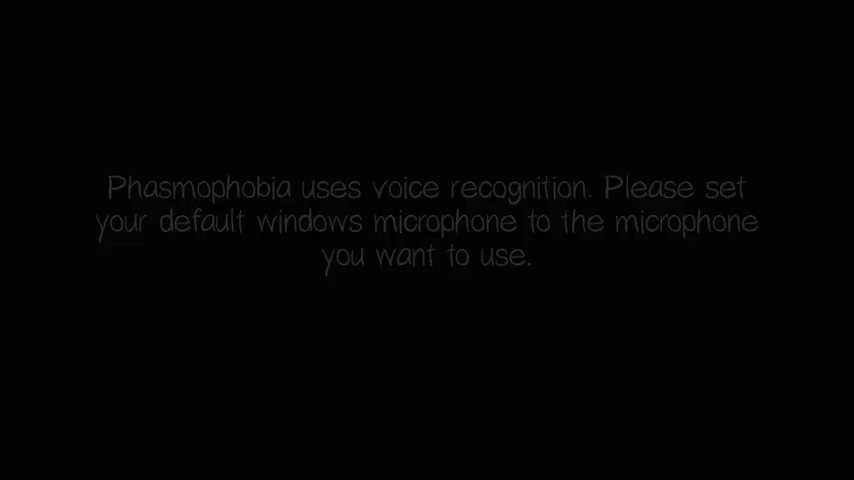 Phasmophobia uses voice recognition. Please set
your default windows microphone to the microphone
you want to use.